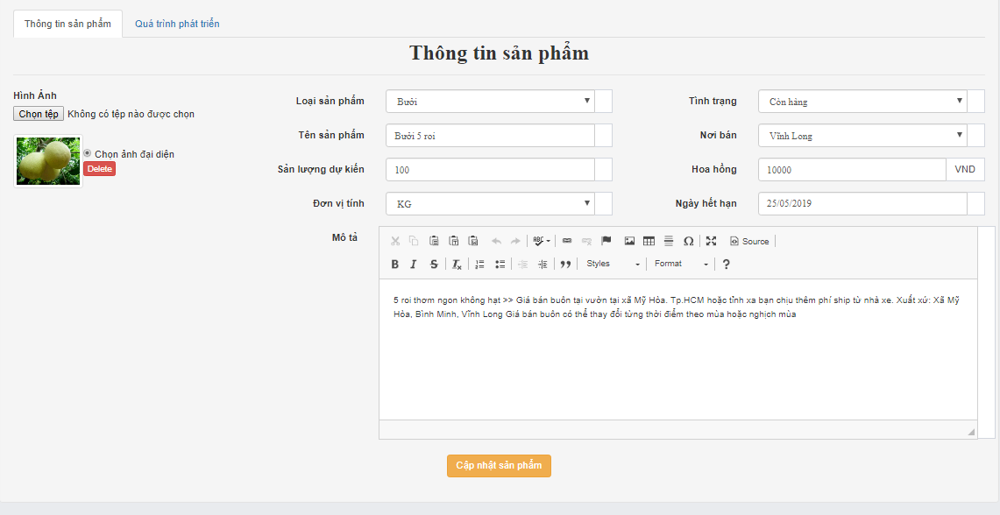 Thông tin sản phẩm
Quá trình phát triển
Thông tin sản phẩm
Hình Ảnh
Chọn tệp Không có tệp nào được chọn
Chọn ảnh đại diện
Delete
Loại sản phẩm
Bưởi
Tình trạng
Còn hàng
Tên sản phẩm
Bưởi 5 roi
Nơi bán
Vĩnh Long
Sản lượng dự kiến
100
Hoa hồng
10000
VND
Đơn vị tính
KG
Ngày hết hạn
25/05/2019
Mô tả
ABC
Source
B I S
Styles
Format
?
5 roi thơm ngon không hạt >> Giá bán buôn tại vườn tại xã Mỹ Hòa. Tp.HCM hoặc tỉnh xa bạn chịu thêm phí ship từ nhà xe. Xuất xứ: Xã Mỹ
Hòa, Bình Minh, Vĩnh Long Giá bán buôn có thể thay đổi từng thời điểm theo mùa hoặc nghịch mùa
Cập nhật sản phẩm